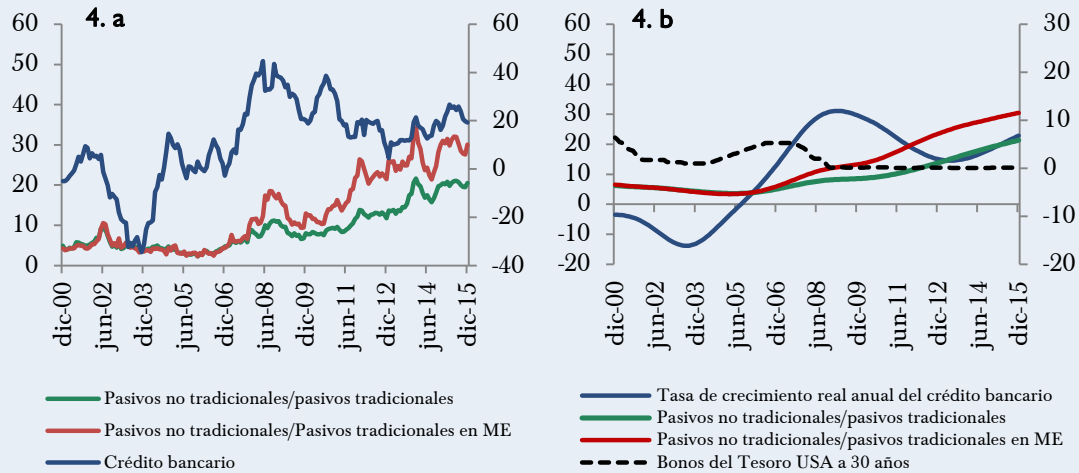 4. a
60
50
40
30
20
10
0
60
40
20
0
-20
-40
dic-00
jun-02
dic-03
jun-05
dic-06
jun-08
dic-09
jun-11
dic-12
jun-14
dic-15
Pasivos no tradicionales/pasivos tradicionales
Pasivos no tradicionales/Pasivos tradicionales en ME
Crédito bancario
4. b
60
50
40
30
20
10
0
-10
-20
30
20
10
0
-10
-20
dic-00
jun-02
dic-03
jun-05
dic-06
jun-08
dic-09
jun-11
dic-12
jun-14
dic-15
Tasa de crecimiento real anual del crédito bancario
Pasivos no tradicionales/pasivos tradicionales
Pasivos no tradicionales/pasivos tradicionales en ME
Bonos del Tesoro USA a 30 años